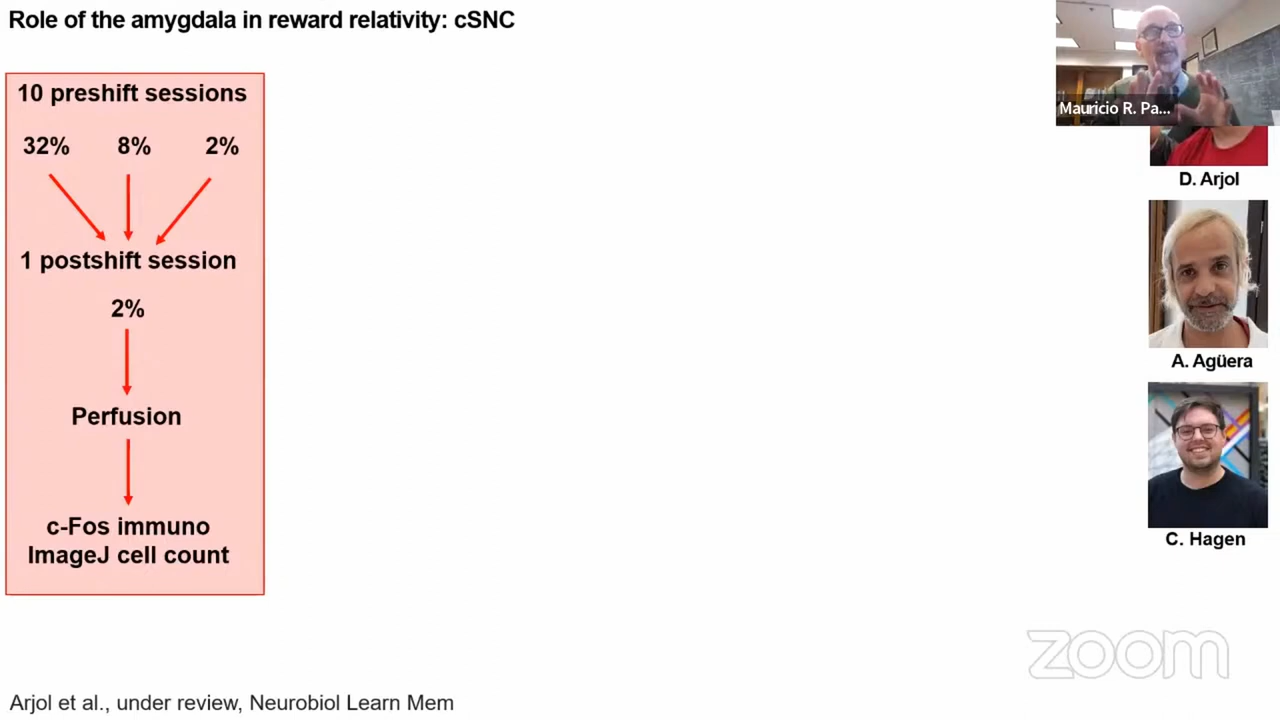 Role of the amygdala in reward relativity: cSNC
10 preshift sessions
32% 8% 2%
1 postshift session
2%
Perfusion
c-Fos immuno
ImageJ cell count
Mauricio R. Pa...
D. Arjol
A. Agüera
C. Hagen
zoom
Arjol et al., under review, Neurobiol Learn Mem